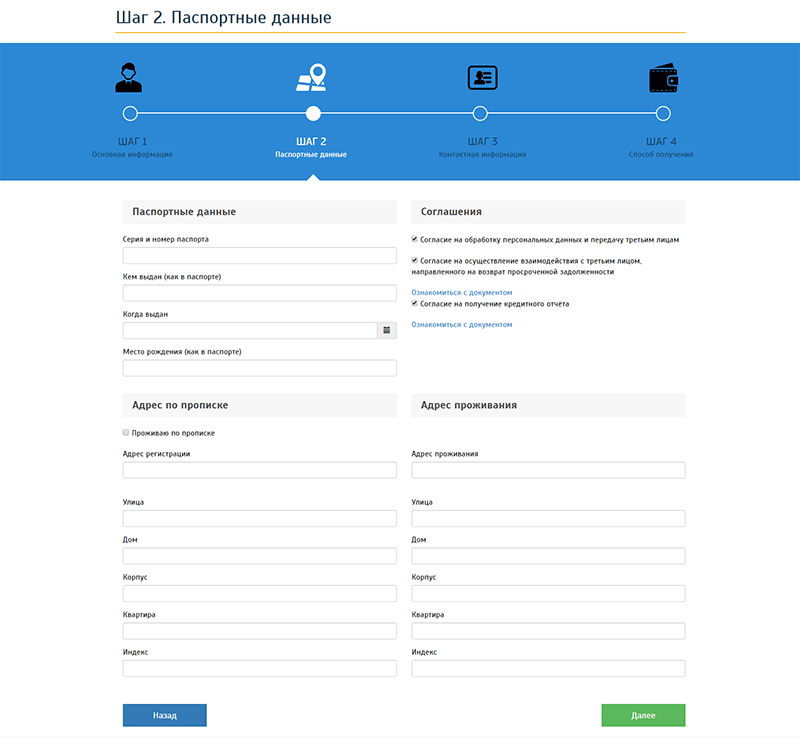 Шаг 2. Паспортные данные
ШАГ 1
Основная информация
ШАГ 2
Паспортные данные
ШАГ 3
Контактная информация
ШАГ 4
Способ получения
Паспортные данные
Серия и номер паспорта
Кем выдан (как в паспорте)
Когда выдан
Место рождения (как в паспорте)
Соглашения
Согласие на обработку персональных данных и передачу третьим лицам
Согласие на осуществление взаимодействия с третьим лицом,
направленного на возврат просроченной задолженности
Ознакомиться с документом
Согласие на получение кредитного отчёта
Ознакомиться с документом
Адрес по прописке
Проживаю по прописке
Адрес регистрации
Улица
Дом
Корпус
Квартира
Индекс
Адрес проживания
Адрес проживания
Улица
Дом
Корпус
Квартира
Индекс
Назад
Далее